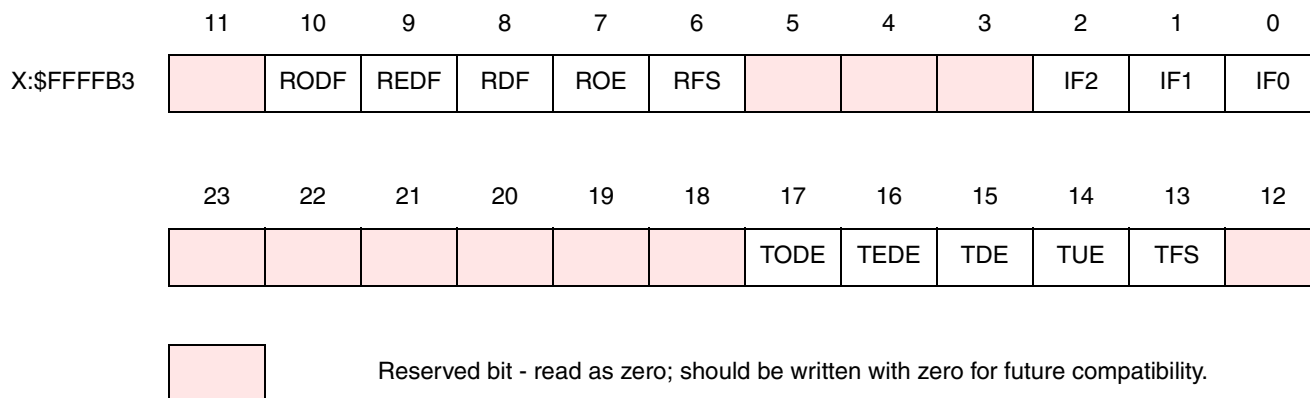 11 10 9 8 7 6 5 4 3 2 1 0
X:$FFFFB3 RODF REDF RDF ROE RFS IF2 IF1 IF0
23 22 21 20 19 18 17 16 15 14 13 12
TODE TEDE TDE TUE TFS
Reserved bit - read as zero; should be written with zero for future compatibility.